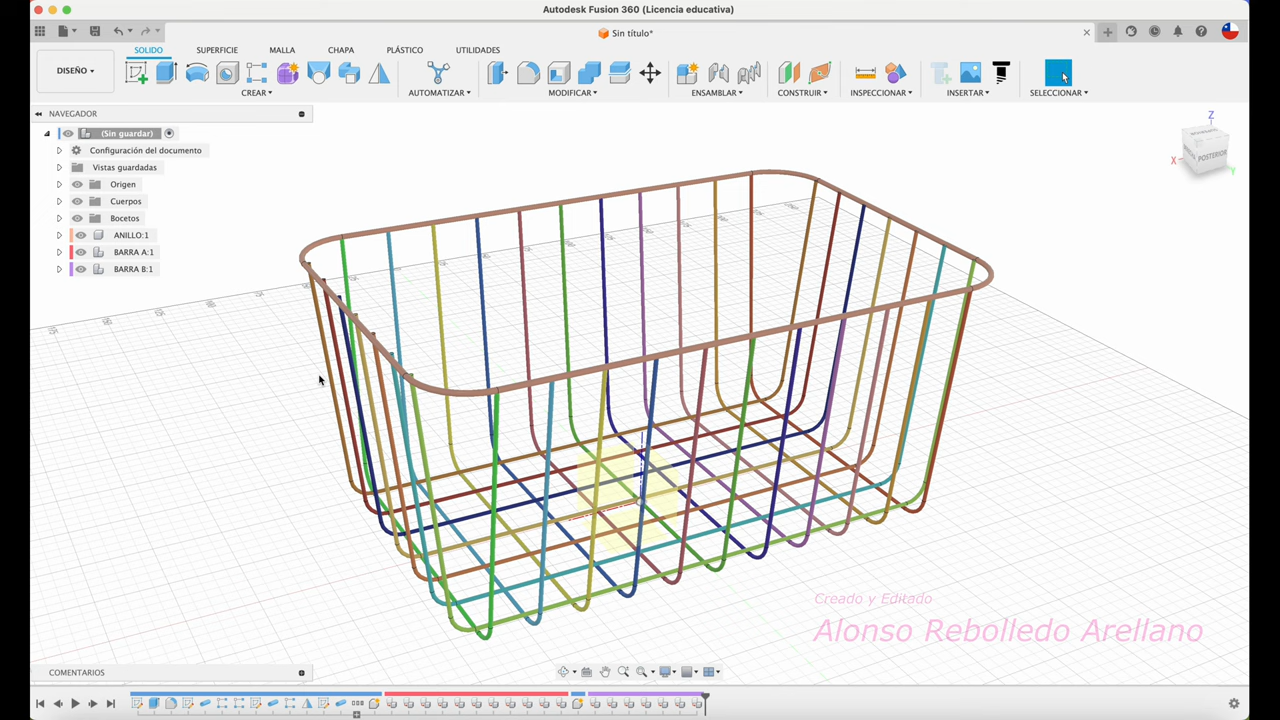 Autodesk Fusion 360 (Licencia educativa)
Sin título*
DISEÑO
SOLIDO
SUPERFICIE
MALLA
CHAPA
PLÁSTICO
UTILIDADES
CREAR
AUTOMATIZAR
MODIFICAR
ENSAMBLAR
CONSTRUIR
INSPECCIONAR
INSERTAR
SELECCIONAR
NAVEGADOR
(Sin guardar)
Configuración del documento
Vistas guardadas
Origen
Cuerpos
Bocetos
ANILLO:1
BARRA A:1
BARRA B:1
Z
X
Y
POSTERIOR
Creado y Editado
Alonso Rebolledo Arellano
COMENTARIOS